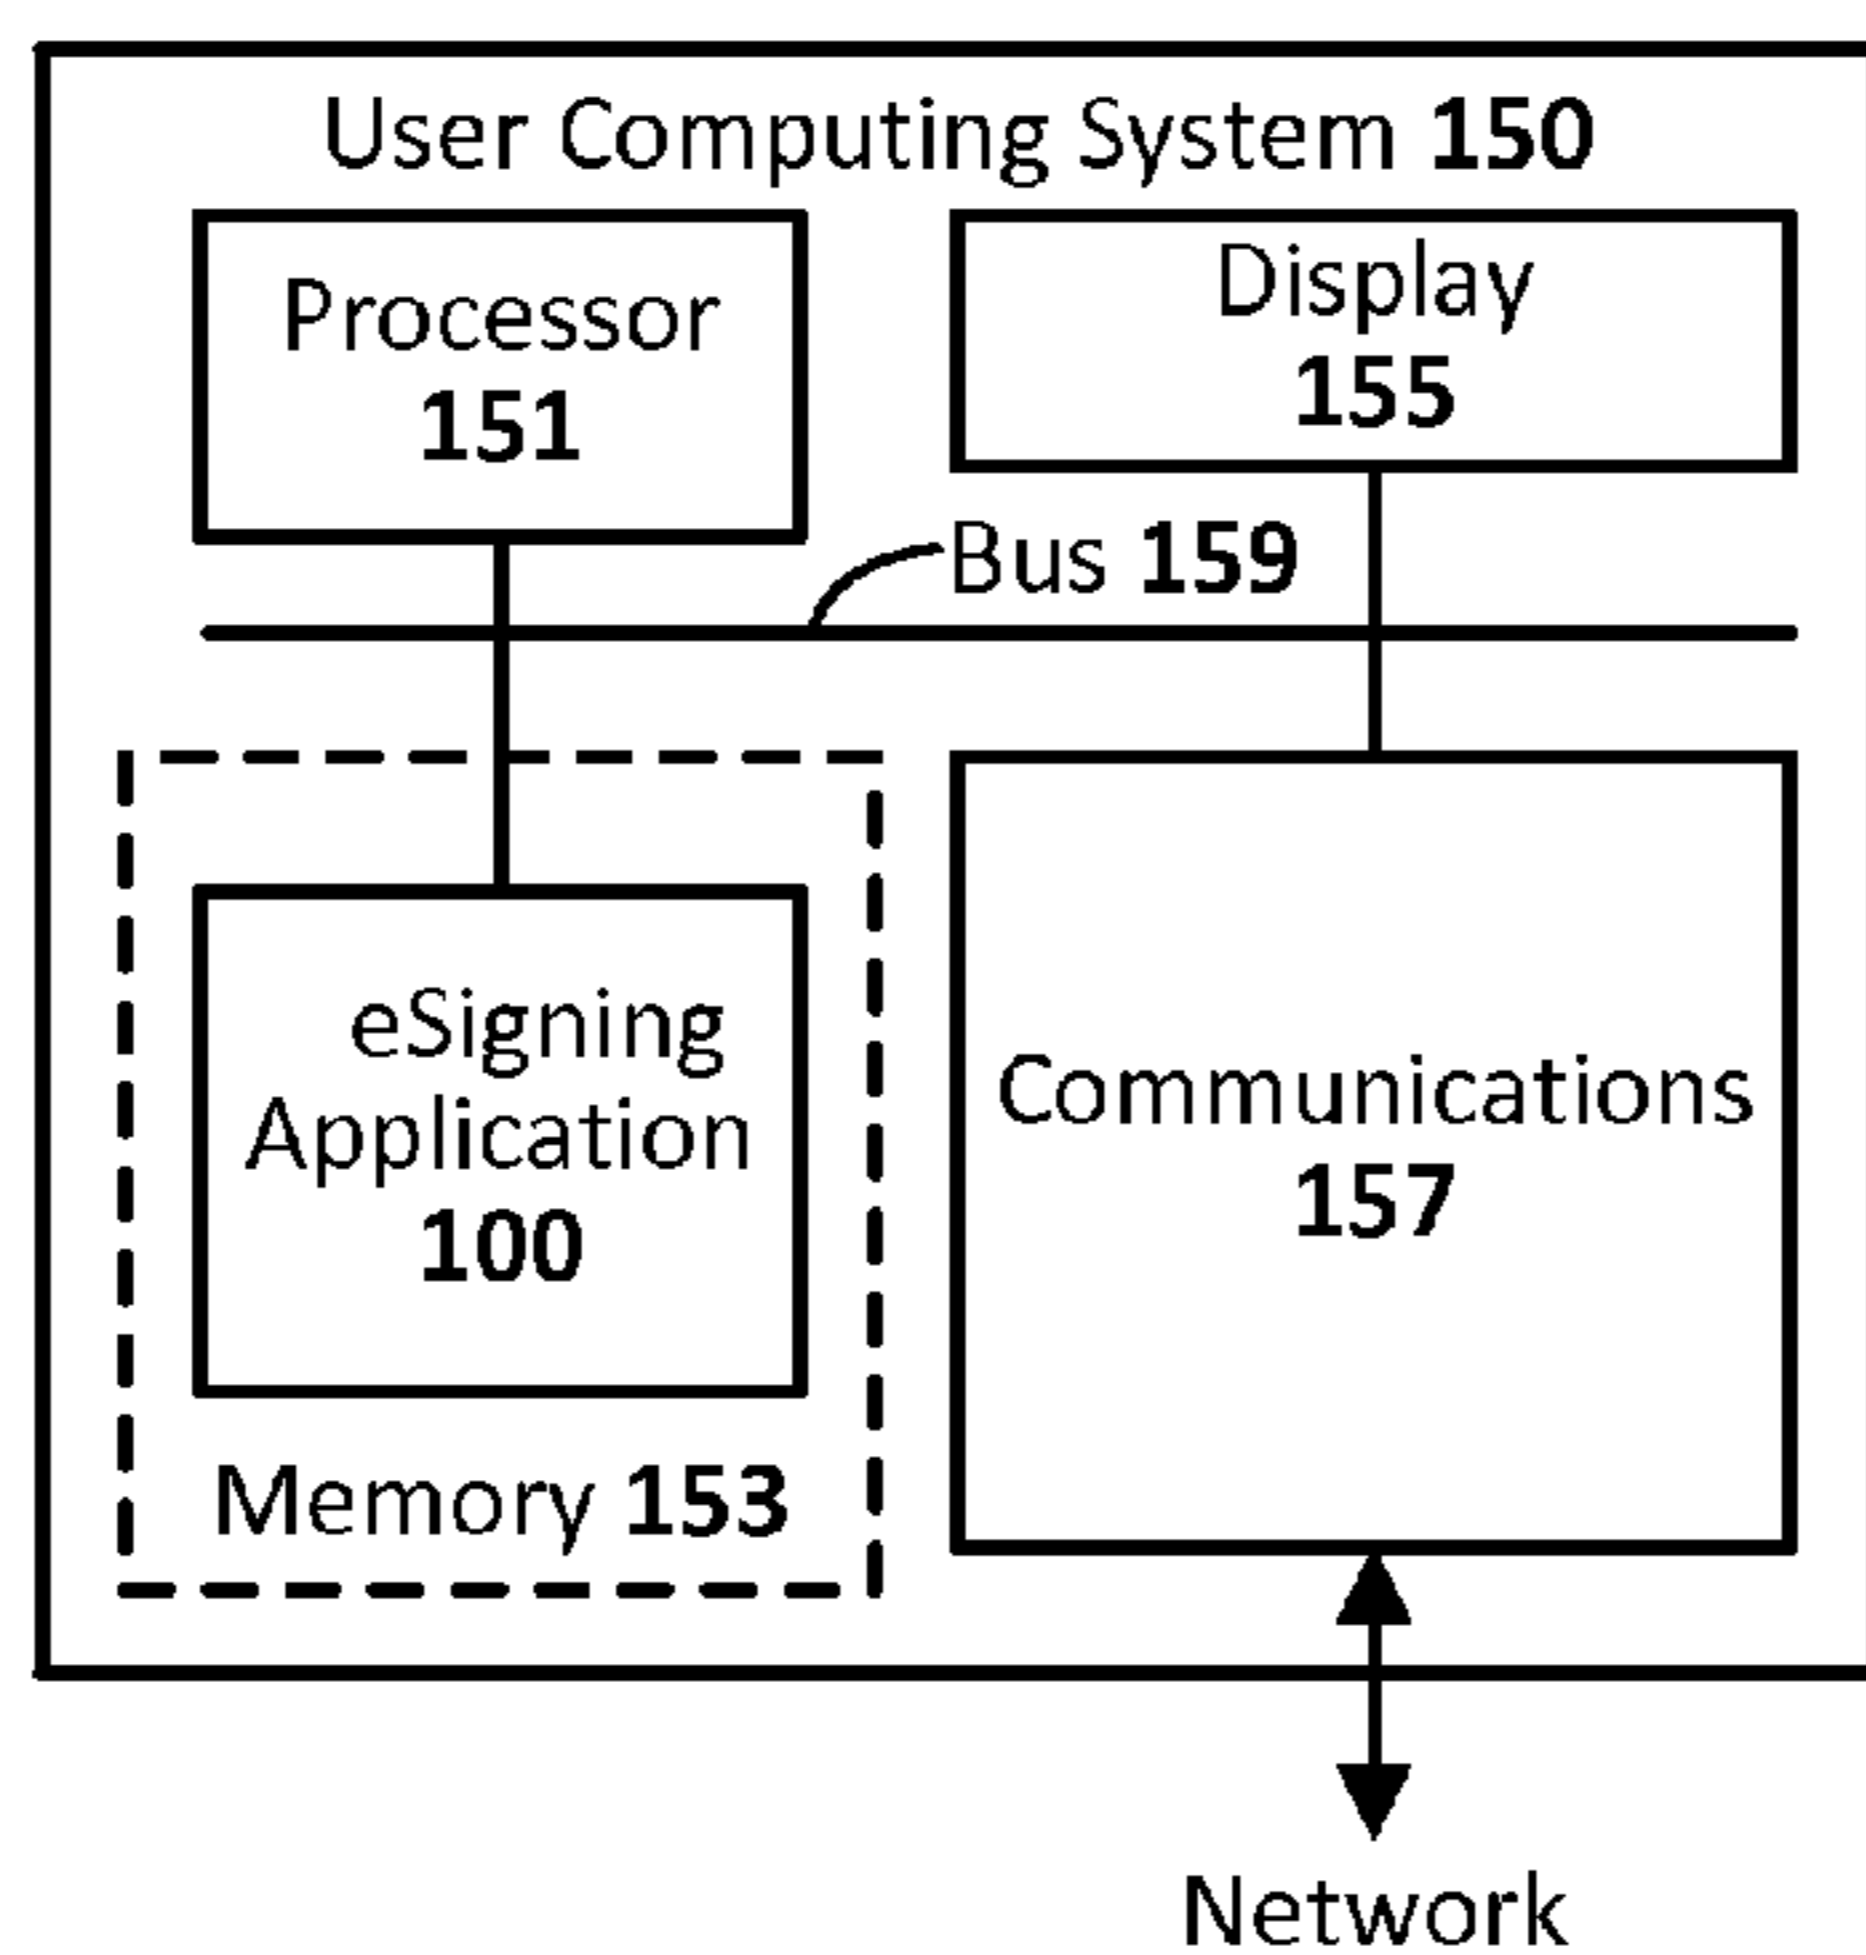 User Computing System 150
Processor
151
Display
155
Bus 159
eSigning
Application
100
Memory 153
Communications
157
Network